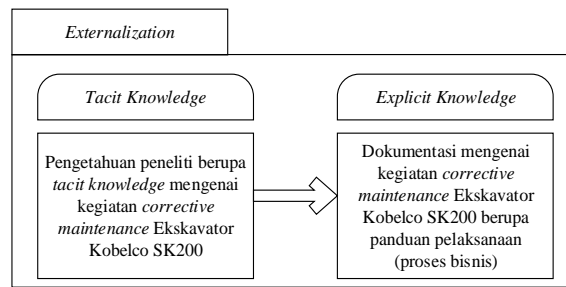 Externalization
Tacit Knowledge
Explicit Knowledge
Pengetahuan peneliti berupa
tacit knowledge mengenai
kegiatan corrective
maintenance Ekskavator
Kobelco SK200
Dokumentasi mengenai
kegiatan corrective
maintenance Ekskavator
Kobelco SK200 berupa
panduan pelaksanaan
(proses bisnis)